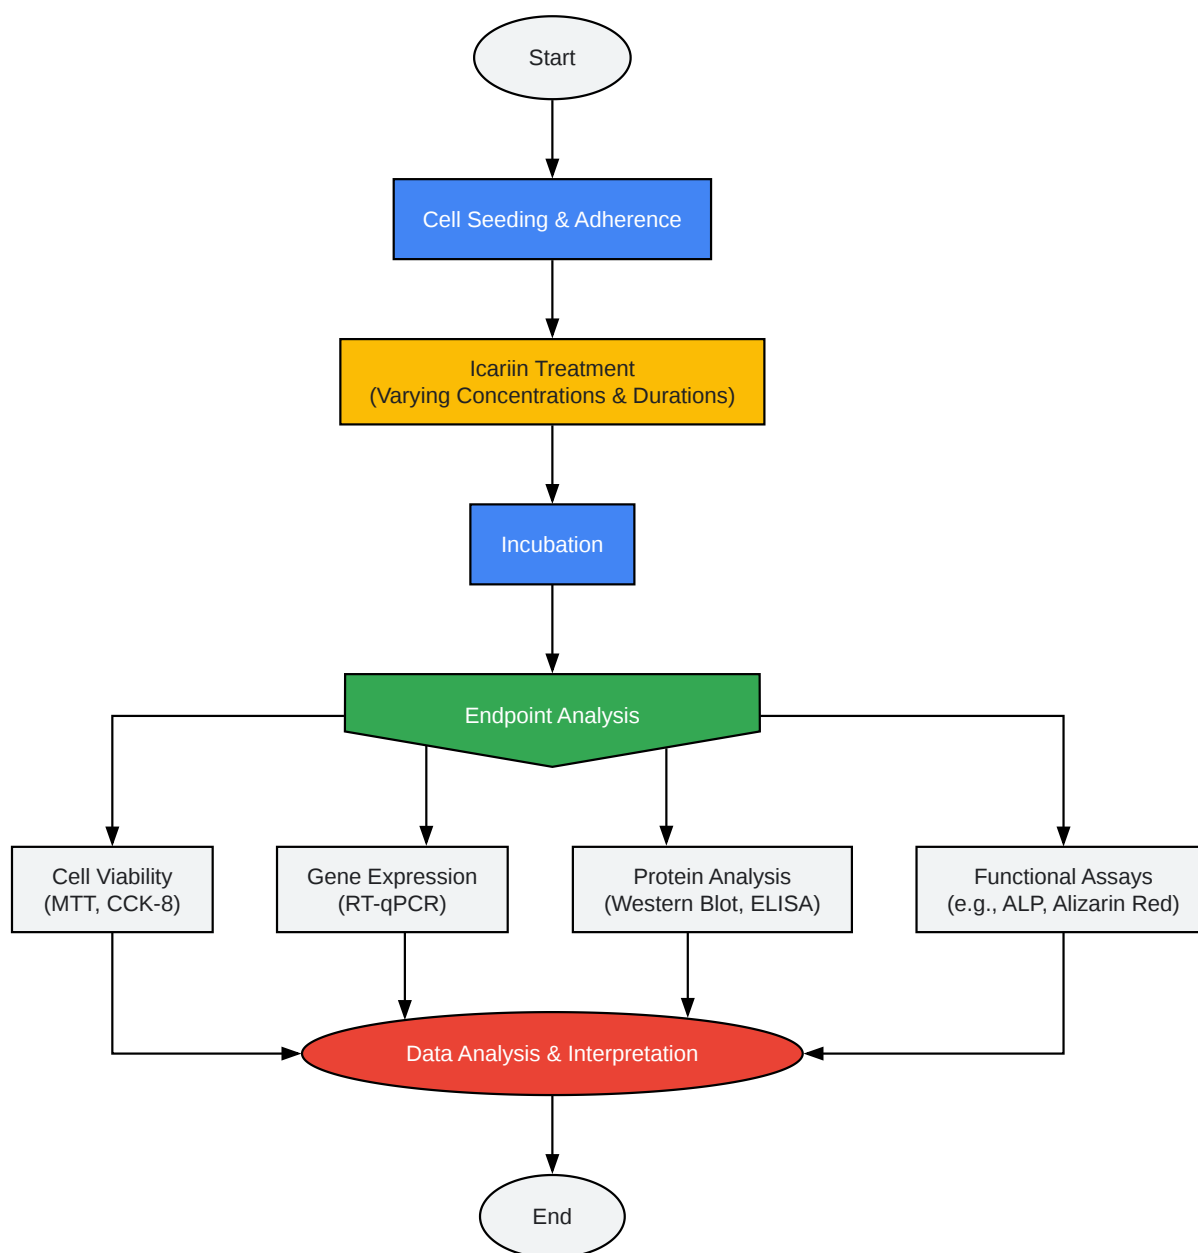 Start
Cell Seeding & Adherence
Icariin Treatment
(Varying Concentrations & Durations)
Incubation
Endpoint Analysis
Cell Viability
(MTT, CCK-8)
Gene Expression
(RT-qPCR)
Protein Analysis
(Western Blot, ELISA)
Functional Assays
(e.g., ALP, Alizarin Red)
Data Analysis & Interpretation
End